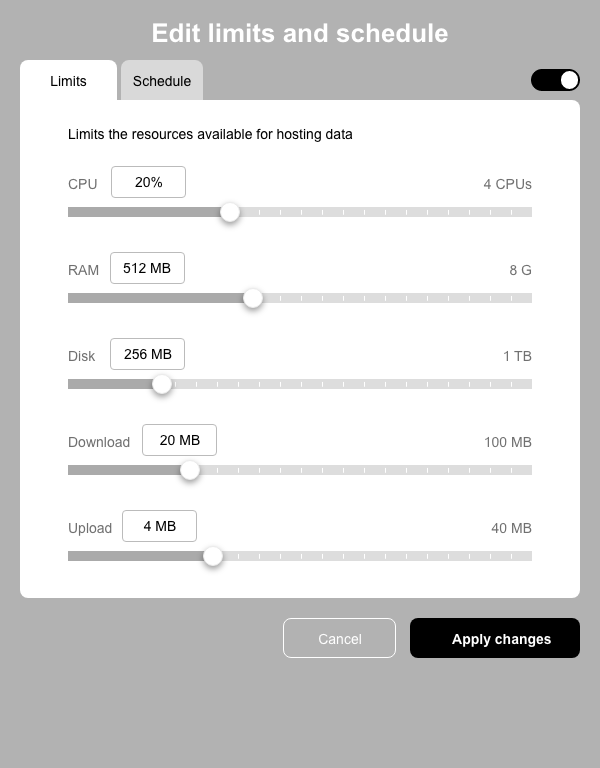 Edit limits and schedule
Limits
Schedule
Limits the resources available for hosting data
CPU 20% 4 CPUs
RAM 512 MB 8 G
Disk 256 MB 1 TB
Download 20 MB 100 MB
Upload 4 MB 40 MB
Cancel
Apply changes